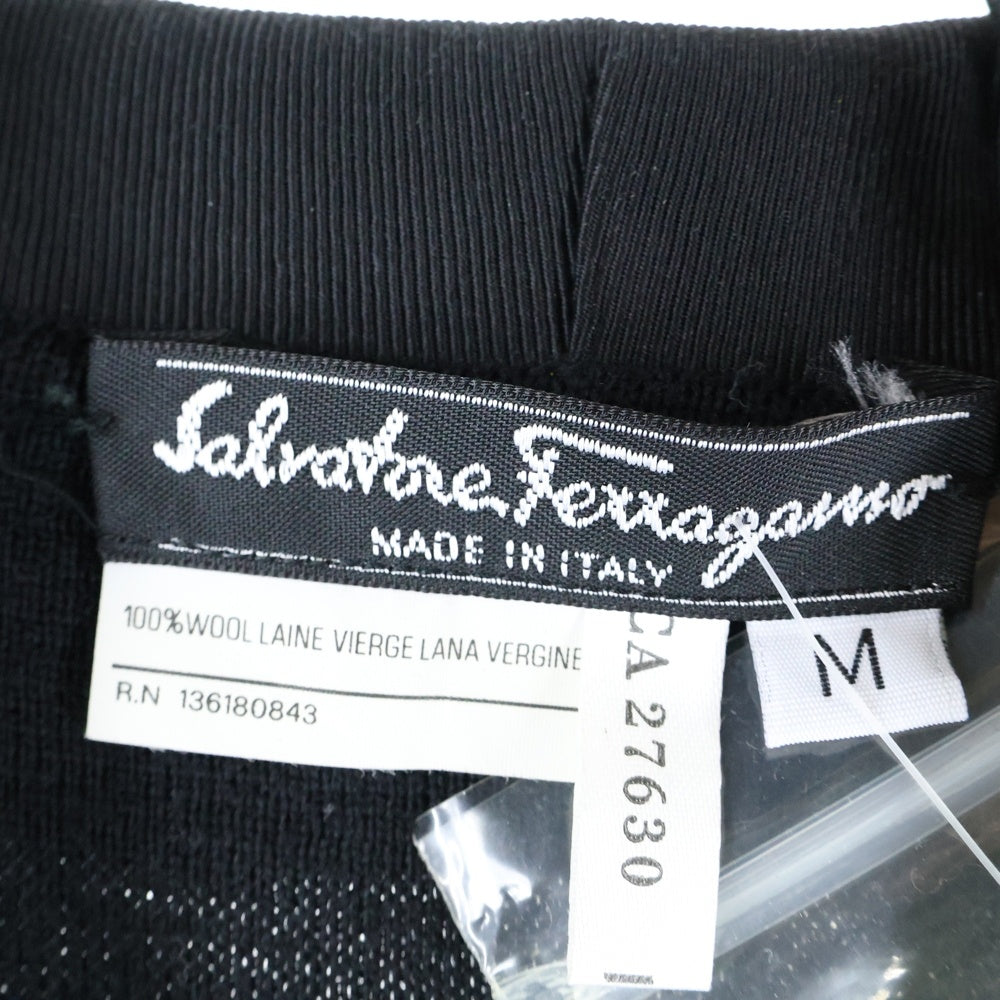 Salvatore Ferragamo
MADE IN ITALY
100%WOOL LAINE VIERGE LANA VERGINE
R.N 136180843
CA 27630
M